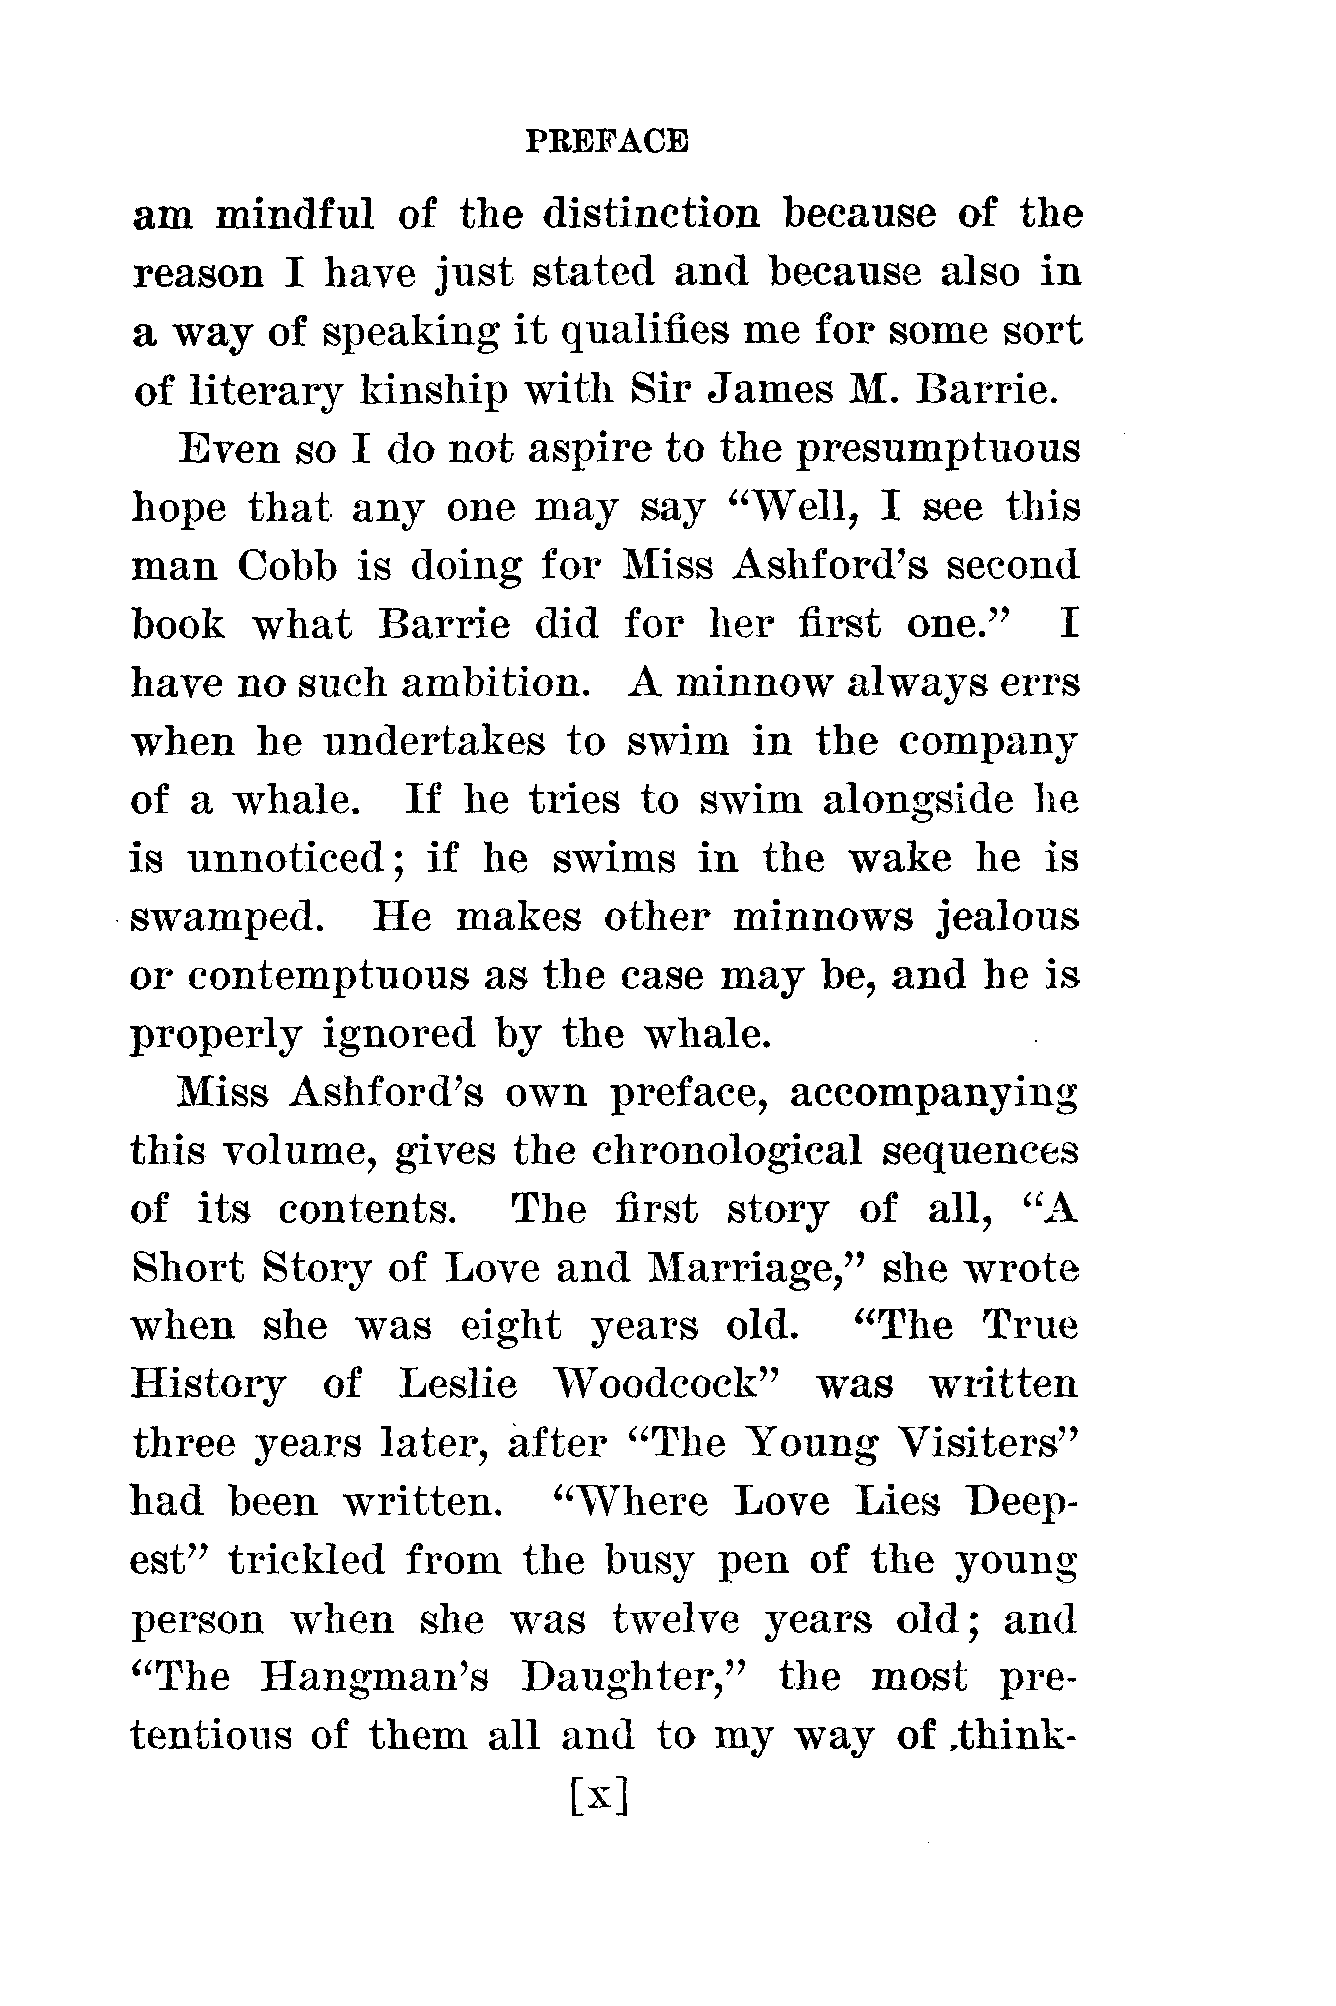 PREFACE
am mindful of the distinction because of the
reason I have just stated and because also in
a way of speaking it qualifies me for some sort
of literary kinship with Sir James M. Barrie.
Even so I do not aspire to the presumptuous
hope that any one may say “Well, I see this
man Cobb is doing for Miss Ashford’s second
book what Barrie did for her first one.” I
have no such ambition. A minnow always errs
when he undertakes to swim in the company
of a whale. If he tries to swim alongside he
is unnoticed; if he swims in the wake he is
swamped. He makes other minnows jealous
or contemptuous as the case may be, and he is
properly ignored by the whale.
Miss Ashford’s own preface, accompanying
this volume, gives the chronological sequences
of its contents. The first story of all, “A
Short Story of Love and Marriage,” she wrote
when she was eight years old. “The True
History of Leslie Woodcock” was written
three years later, after “The Young Visiters”
had been written. “Where Love Lies Deep-
est” trickled from the busy pen of the young
person when she was twelve years old; and
“The Hangman’s Daughter,” the most pre-
tentious of them all and to my way of think-
[x]